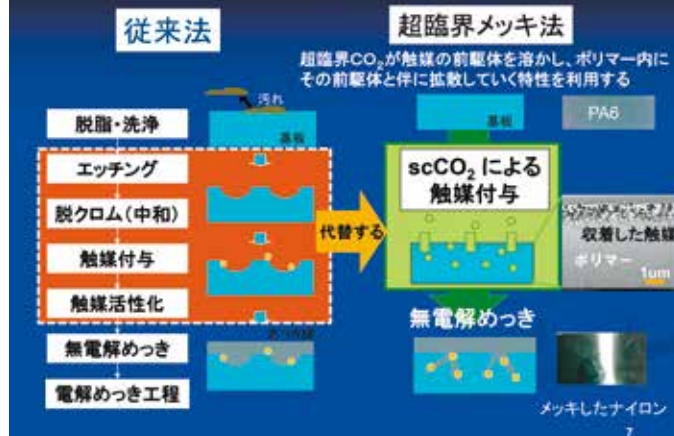 従来法
超臨界メッキ法
超臨界CO₂が触媒の前駆体を溶かし、ポリマー内に
その前駆体と伴に拡散していく特性を利用する
汚れ
脱脂・洗浄
基板
エッチング
脱クロム(中和)
触媒付与
触媒活性化
無電解めっき
電解めっき工程
代替する
基板
PA6
scCO₂による
触媒付与
収着した触媒
ポリマー
1um
無電解めっき
メッキしたナイロン
7